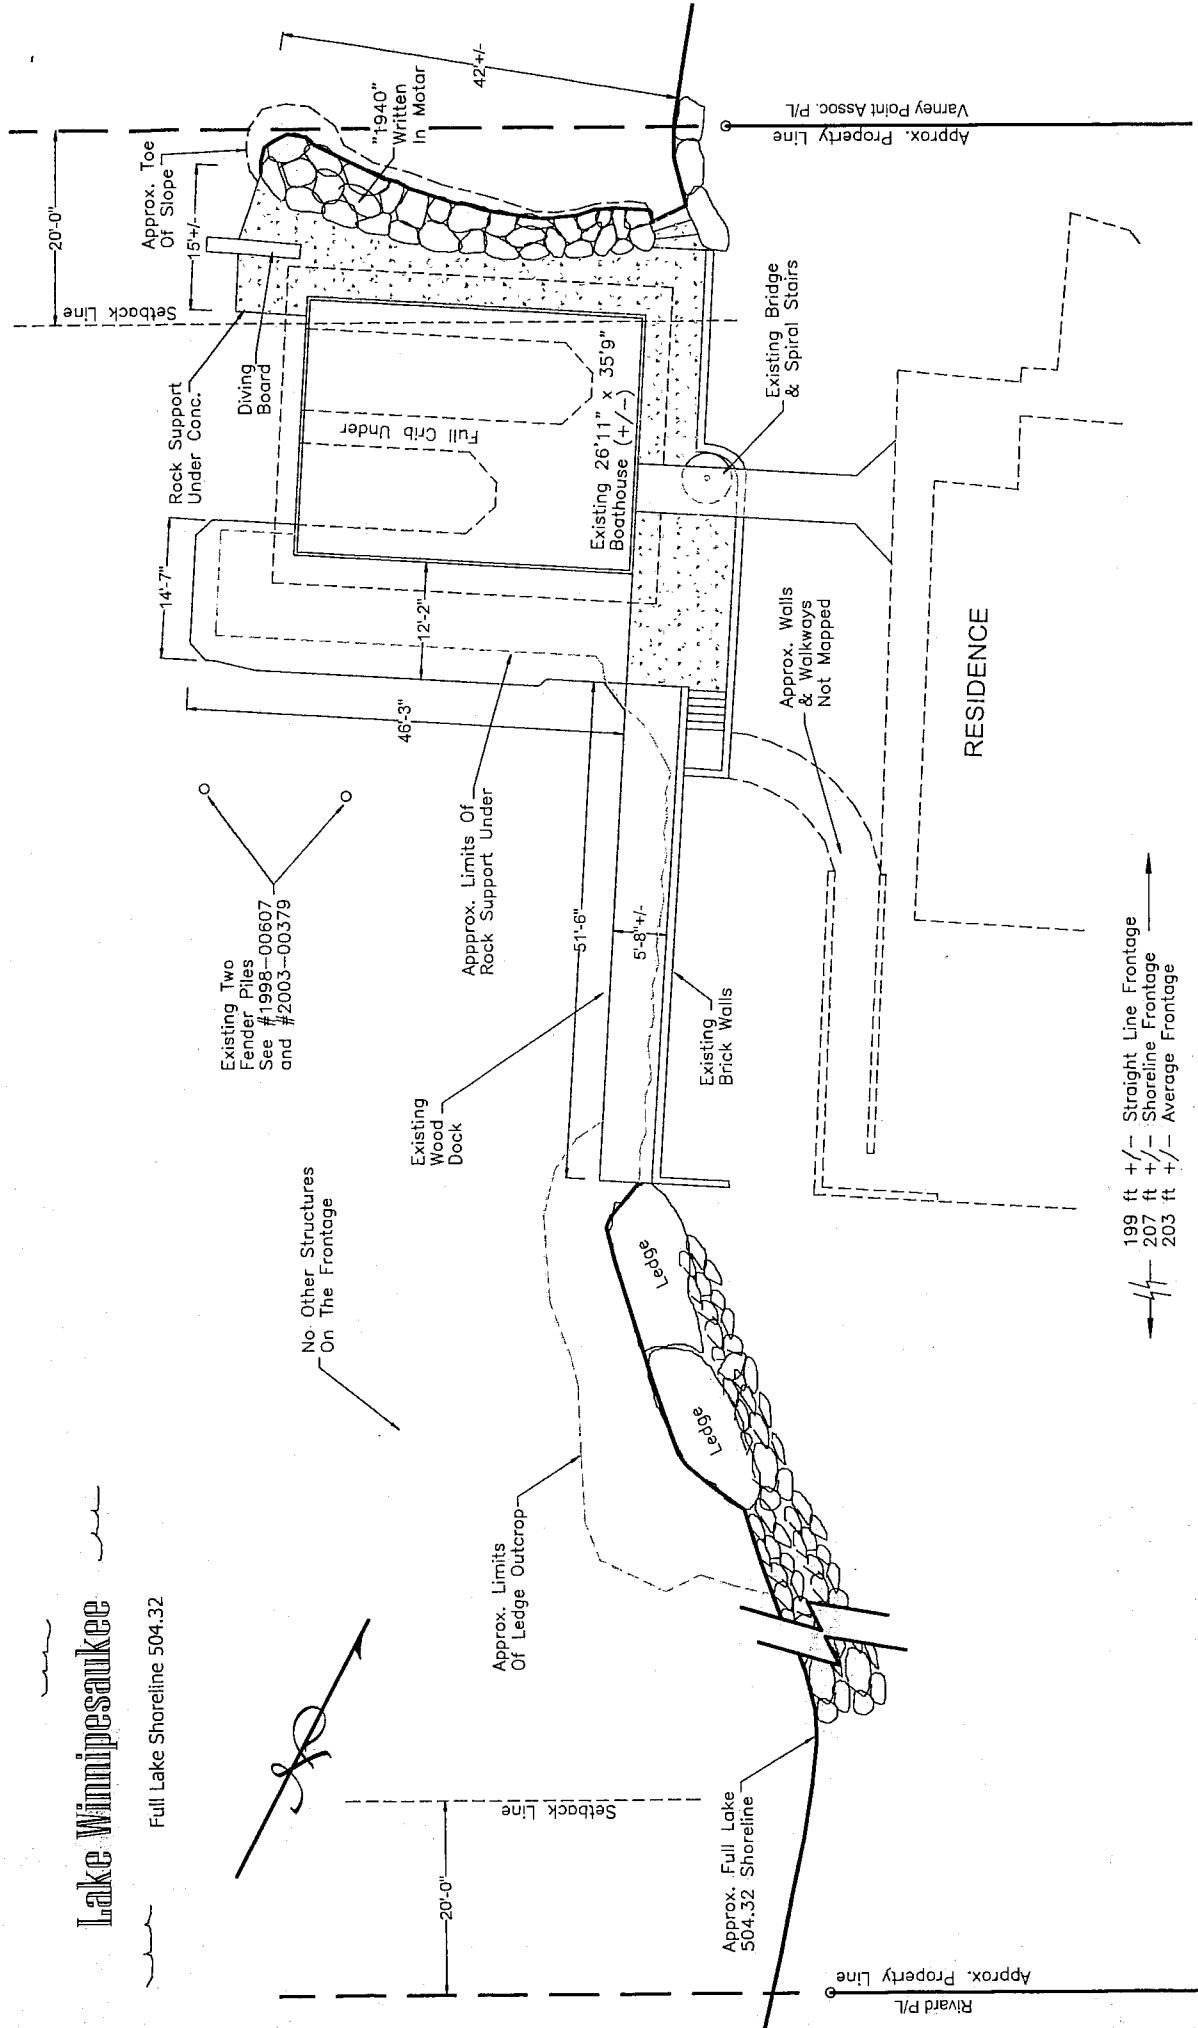 Lake Winnipesaukee
Full Lake Shoreline 504.32
20'-0"
Setback Line
Rivard P/L
Approx. Property Line
Approx. Full Lake
504.32 Shoreline
Approx. Limits
Of Ledge Outcrop
No Other Structures
On The Frontage
Ledge
Ledge
Existing
Wood
Dock
Existing Two
Fender Piles
See #1998-00607
and #2003-00379
Existing
Brick Walls
51'-6"
5'-8"+/-
Appprox. Limits Of
Rock Support Under
46'-3"
14'-7"
12'-2"
Rock Support
Under Conc.
Diving
Board
Full Crib Under
Existing 26'11" x 35'9"
Boathouse (+/-)
Setback Line
20'-0"
15'+/-
Approx. Toe
Of Slope
"1940"
Written
In Motar
42'+/-
Varney Point Assoc. P/L
Approx. Property Line
Existing Bridge
& Spiral Stairs
Approx. Walls
& Walkways
Not Mapped
RESIDENCE
199 ft +/- Straight Line Frontage
207 ft +/- Shoreline Frontage
203 ft +/- Average Frontage